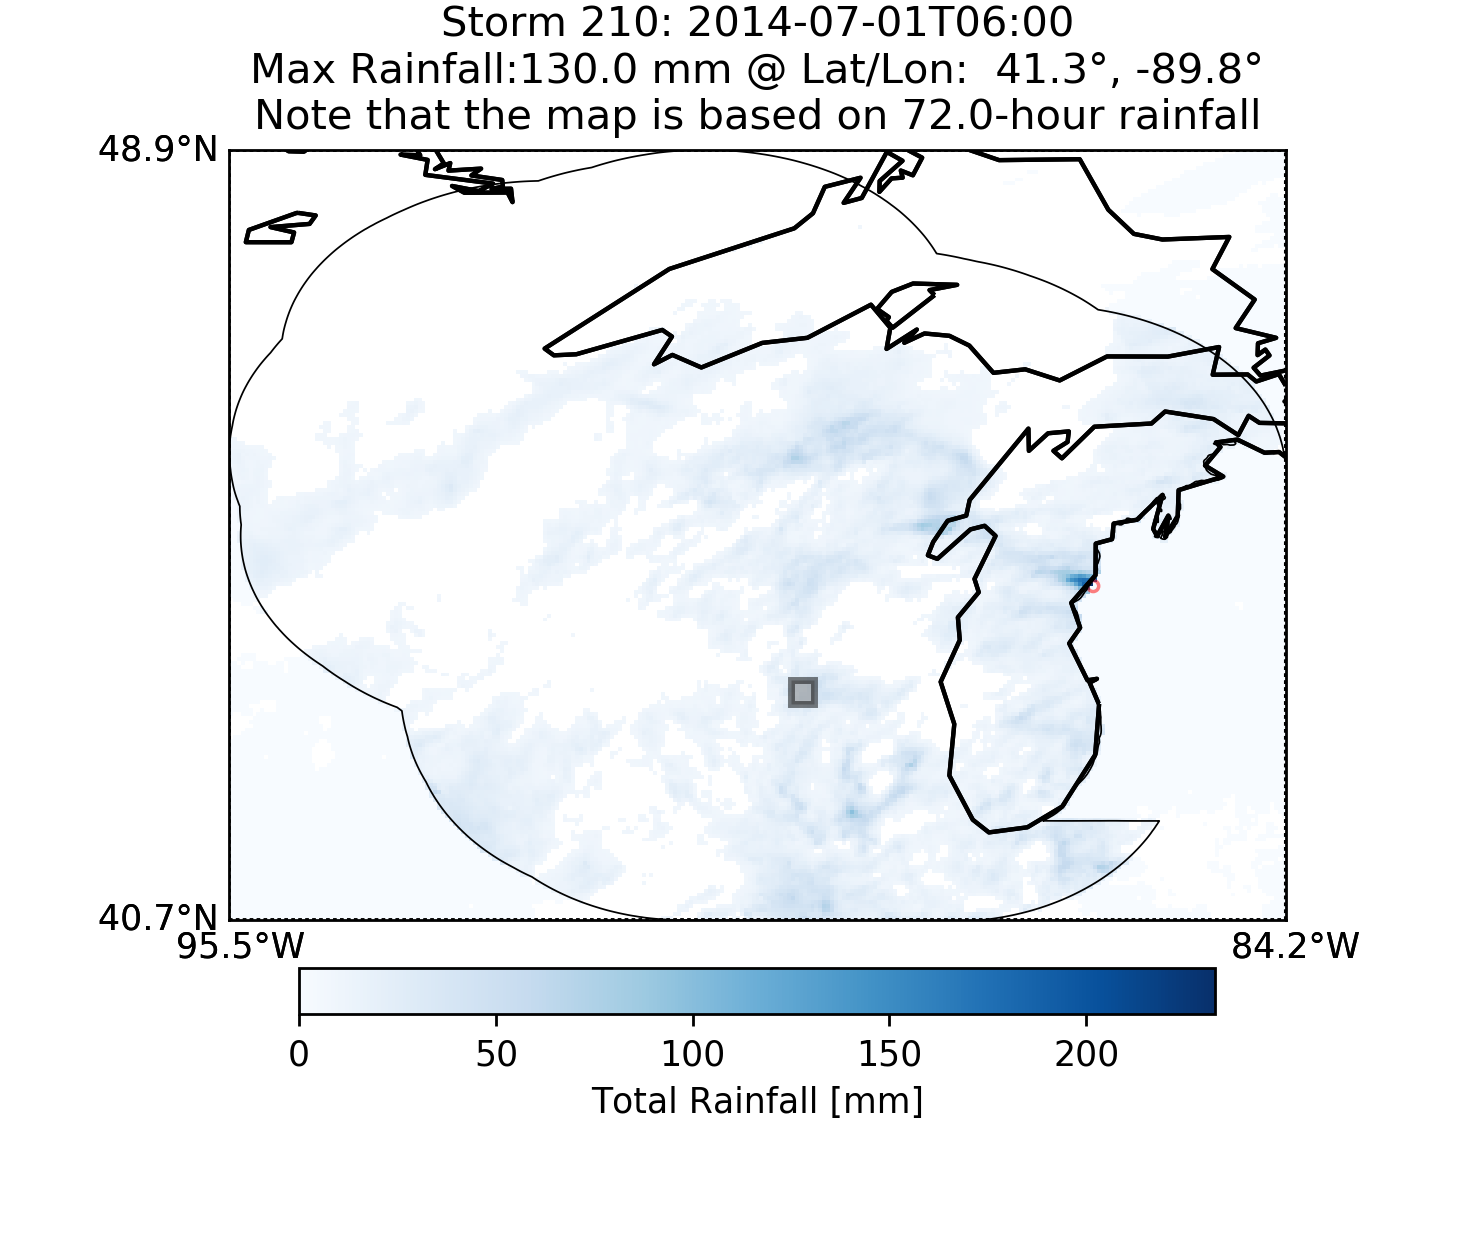 Storm 210: 2014-07-01T06:00
Max Rainfall:130.0 mm @ Lat/Lon:  41.3°, -89.8°
Note that the map is based on 72.0-hour rainfall
48.9°N
40.7°N
95.5°W
84.2°W
0
50
100
150
200
Total Rainfall [mm]